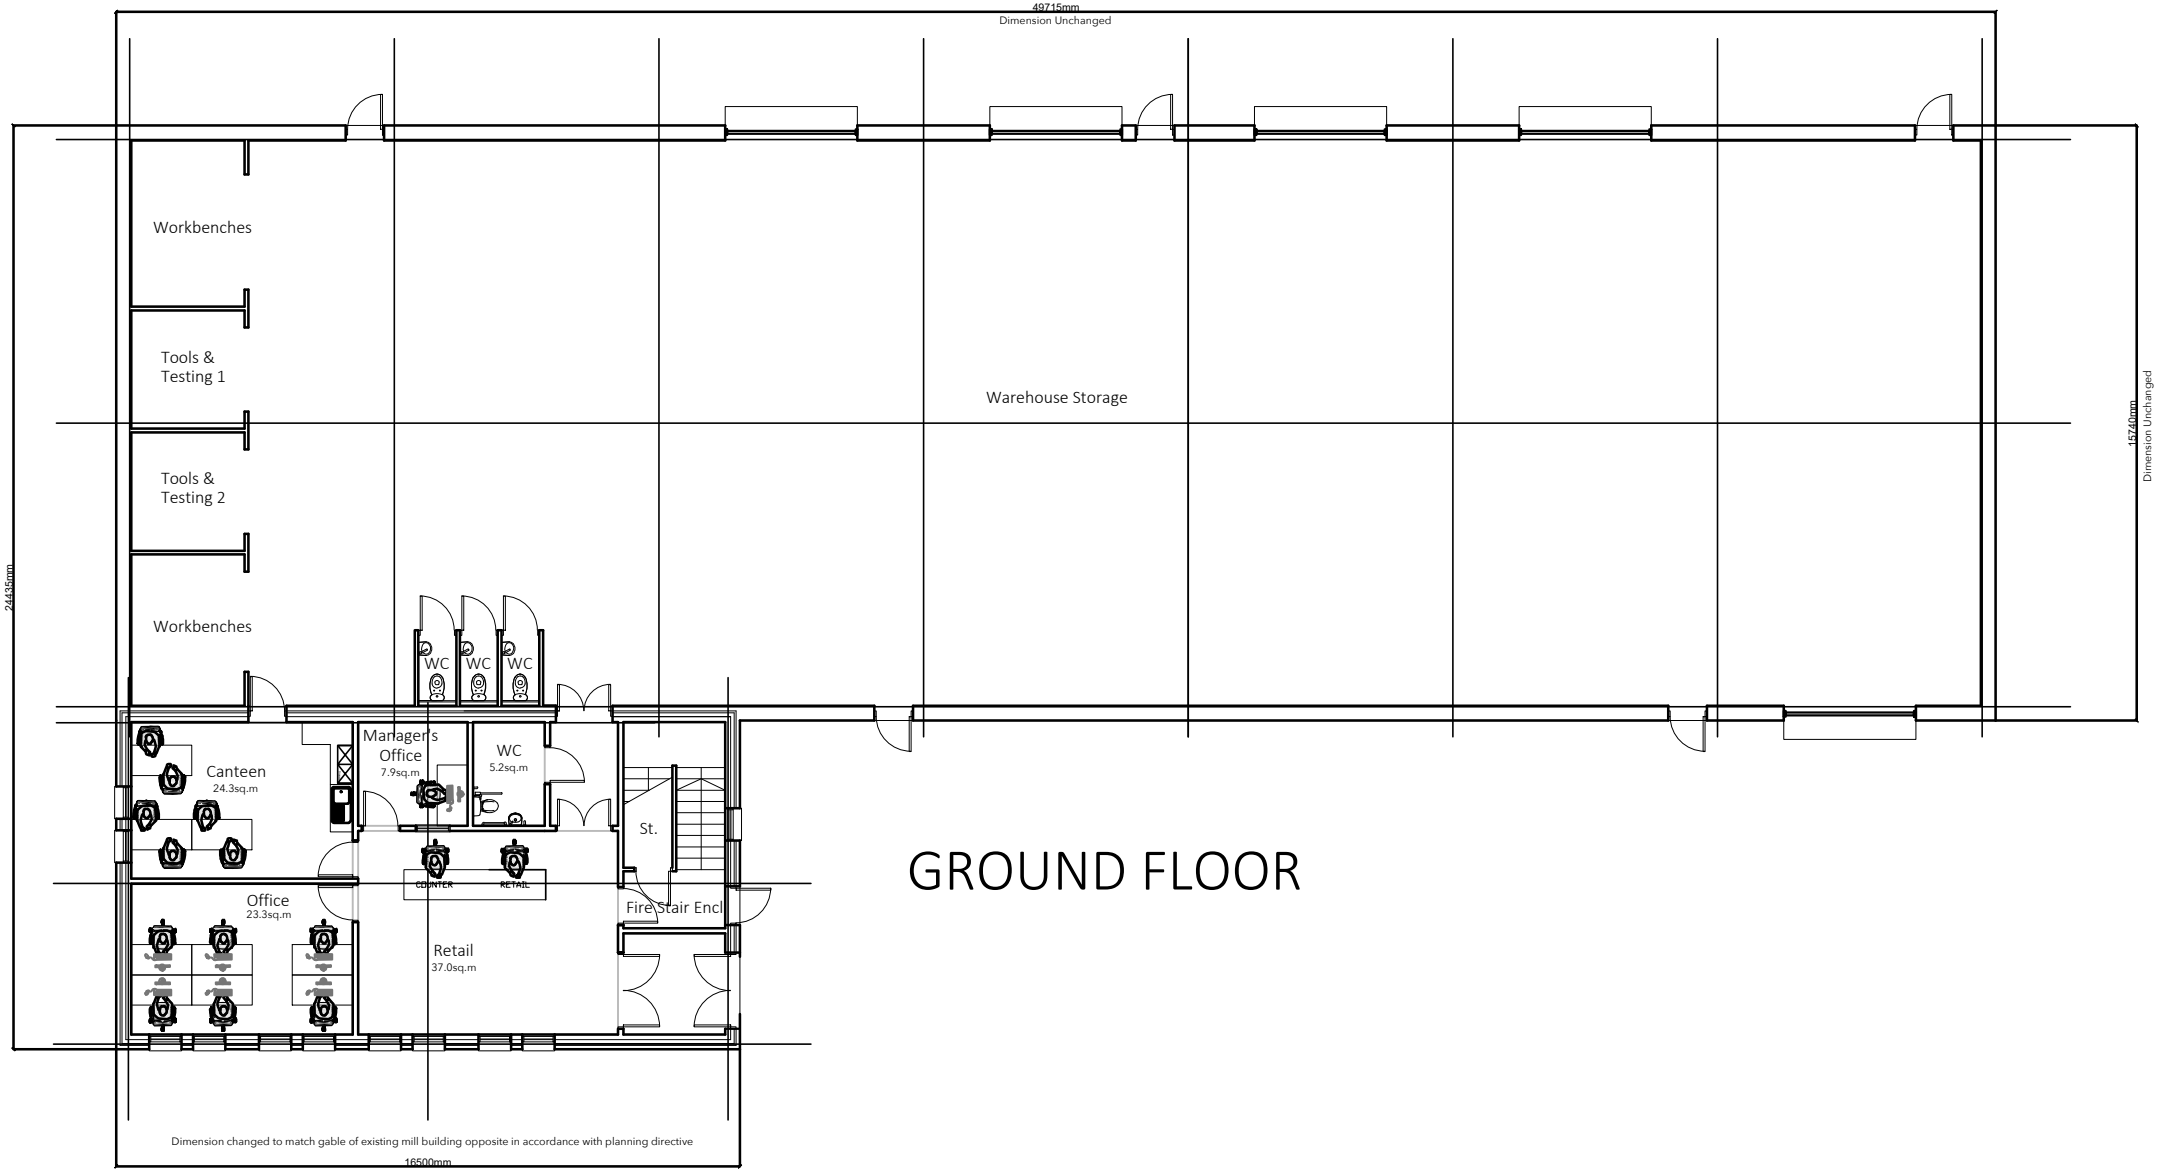 49715mm
Dimension Unchanged
Workbenches
Tools &
Testing 1
Warehouse Storage
15740mm
Dimension Unchanged
Tools &
Testing 2
24435mm
Workbenches
WC
WC
WC
Manager's
Office
7.9sq.m
WC
5.2sq.m
Canteen
24.3sq.m
St.
GROUND FLOOR
COUNTER
RETAIL
Office
23.3sq.m
Fire Stair Encl
Retail
37.0sq.m
Dimension changed to match gable of existing mill building opposite in accordance with planning directive
16500mm